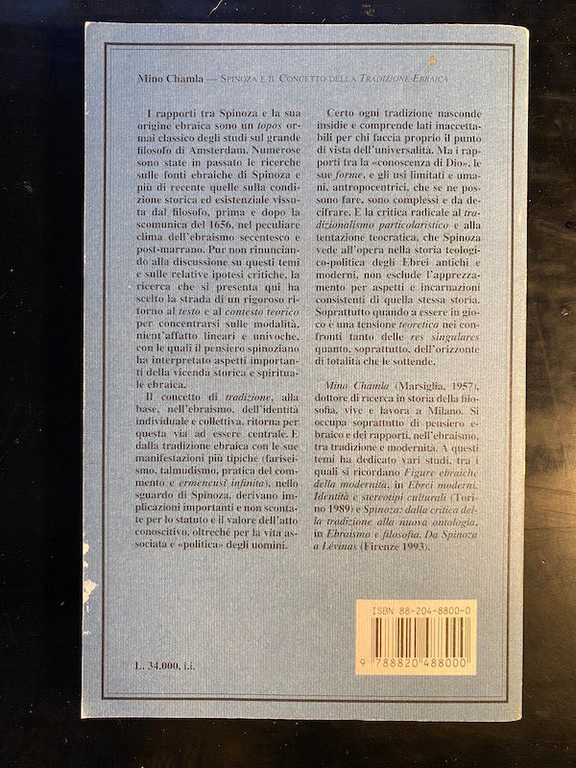 Mino Chamla — Spinoza e il Concetto della Tradizione Ebraica
I rapporti tra Spinoza e la sua
origine ebraica sono un topos or-
mai classico degli studi sul grande
filosofo di Amsterdam. Numerose
sono state in passato le ricerche
sulle fonti ebraiche di Spinoza e
più di recente quelle sulla condi-
zione storica ed esistenziale vissu-
ta dal filosofo, prima e dopo la
scomunica del 1656, nel peculiare
clima dell'ebraismo secentesco e
post-marrano. Pur non rinuncian-
do alla discussione su questi temi
e sulle relative ipotesi critiche, la
ricerca che si presenta qui ha
scelto la strada di un rigoroso ri-
torno al testo e al contesto teorico
per concentrarsi sulle modalità,
nient'affatto lineari e univoche,
con le quali il pensiero spinoziano
ha interpretato aspetti importan-
ti della vicenda storica e spiritua-
le ebraica.
Il concetto di tradizione, alla
base, nell'ebraismo, dell'identità
individuale e collettiva, ritorna per
questa via ad essere centrale. E
dalla tradizione ebraica con le sue
manifestazioni più tipiche (farisei-
smo, talmudismo, pratica del com-
mento e ermeneusi infinita), nello
sguardo di Spinoza, derivano im-
plicazioni importanti e non sconta-
te per lo statuto e il valore dell'atto
conoscitivo, oltreché per la vita as-
sociata e «politica» degli uomini.
Certo ogni tradizione nasconde
insidie e comprende lati inaccetta-
bili per chi faccia proprio il punto
di vista dell'universalità. Ma i rap-
porti tra la «conoscenza di Dio», le
sue forme, e gli usi limitati e uma-
ni, antropocentrici, che se ne pos-
sono fare, sono complessi e da de-
cifrare. E la critica radicale al tra-
dizionalismo particolaristico e alla
tentazione teocratica, che Spinoza
vede all'opera nella storia teologi-
co-politica degli Ebrei antichi e
moderni, non esclude l'apprezza-
mento per aspetti e incarnazioni
consistenti di quella stessa storia.
Soprattutto quando a essere in gio-
co è una tensione teoretica nei con-
fronti tanto delle res singulares
quanto, soprattutto, dell'orizzonte
di totalità che le sottende.
Mino Chamla (Marsiglia, 1957),
dottore di ricerca in storia della filo-
sofia, vive e lavora a Milano. Si
occupa soprattutto di pensiero e-
braico e dei rapporti, nell'ebraismo,
tra tradizione e modernità. A questi
temi ha dedicato vari studi, tra i
quali si ricordano Figure ebraiche
della modernità, in Ebrei moderni.
Identità e stereotipi culturali (Tori-
no 1989) e Spinoza: dalla critica del-
la tradizione alla nuova ontologia,
in Ebraismo e filosofia. Da Spinoza
a Lévinas (Firenze 1993).
L. 34.000, i.i.
ISBN 88-204-8800-0
9 788820 488000